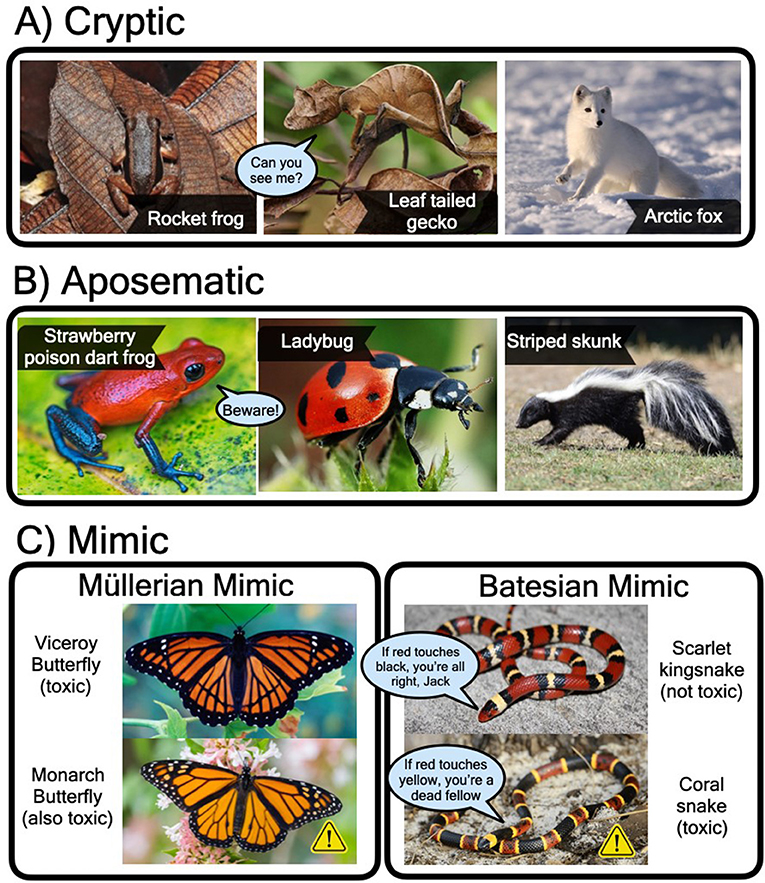 A) Cryptic
Can you
see me?
Rocket frog
Leaf tailed
gecko
Arctic fox
B) Aposematic
Strawberry
poison dart frog
Beware!
Ladybug
Striped skunk
C) Mimic
Müllerian Mimic
Viceroy
Butterfly
(toxic)
Monarch
Butterfly
(also toxic)
Batesian Mimic
If red touches
black, you're all
right, Jack
Scarlet
kingsnake
(not toxic)
If red touches
yellow, you're a
dead fellow
Coral
snake
(toxic)